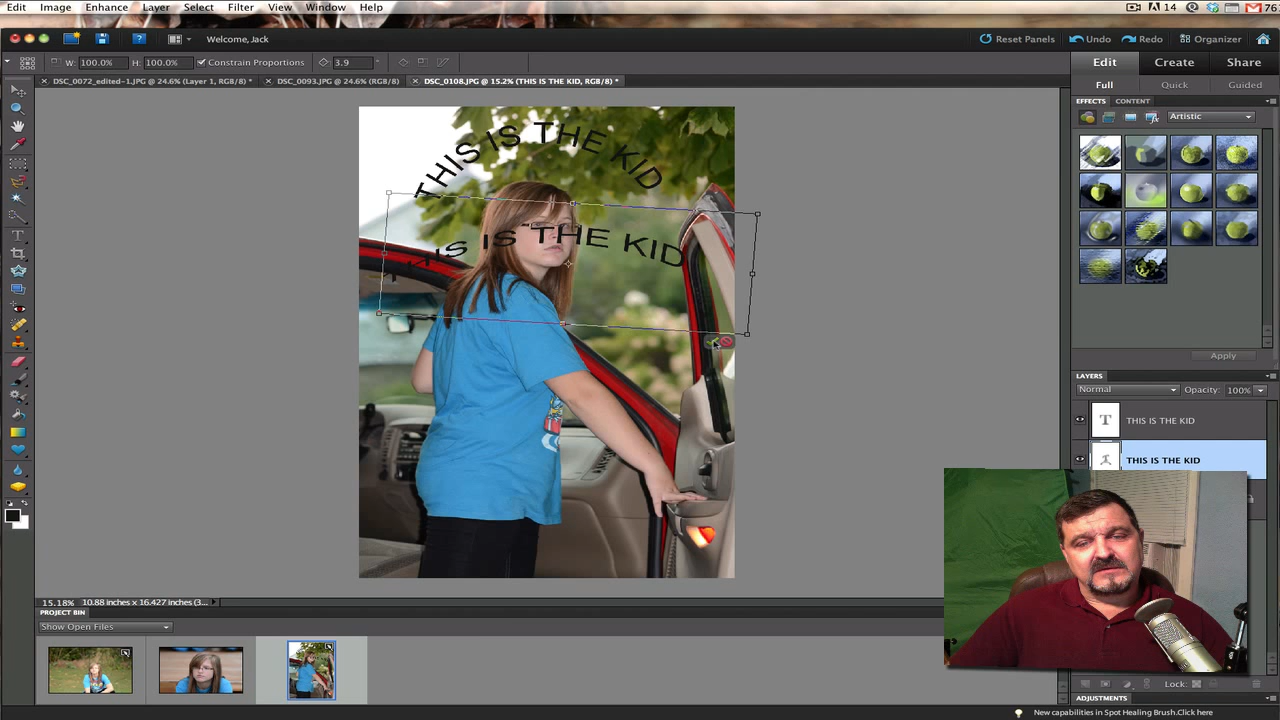 Edit Image Enhance Layer Select Filter View Window Help 14 76
Welcome, Jack Reset Panels Undo Redo Organizer
W: 100.0% H: 100.0% Constrain Proportions 3.9 Edit Create Share
DSC_0072_edited-1.JPG @ 24.6% (Layer 1, RGB/8) * DSC_0093.JPG @ 24.6% (RGB/8) DSC_0108.JPG @ 15.2% (THIS IS THE KID, RGB/8) *
Full Quick Guided
EFFECTS CONTENT
Artistic
THIS IS THE KID
THIS IS THE KID
Apply
LAYERS
Normal Opacity: 100%
T THIS IS THE KID
THIS IS THE KID
15.18% 10.88 inches x 16.427 inches (3...
PROJECT BIN
Show Open Files
Lock:
ADJUSTMENTS
New capabilities in Spot Healing Brush.Click here